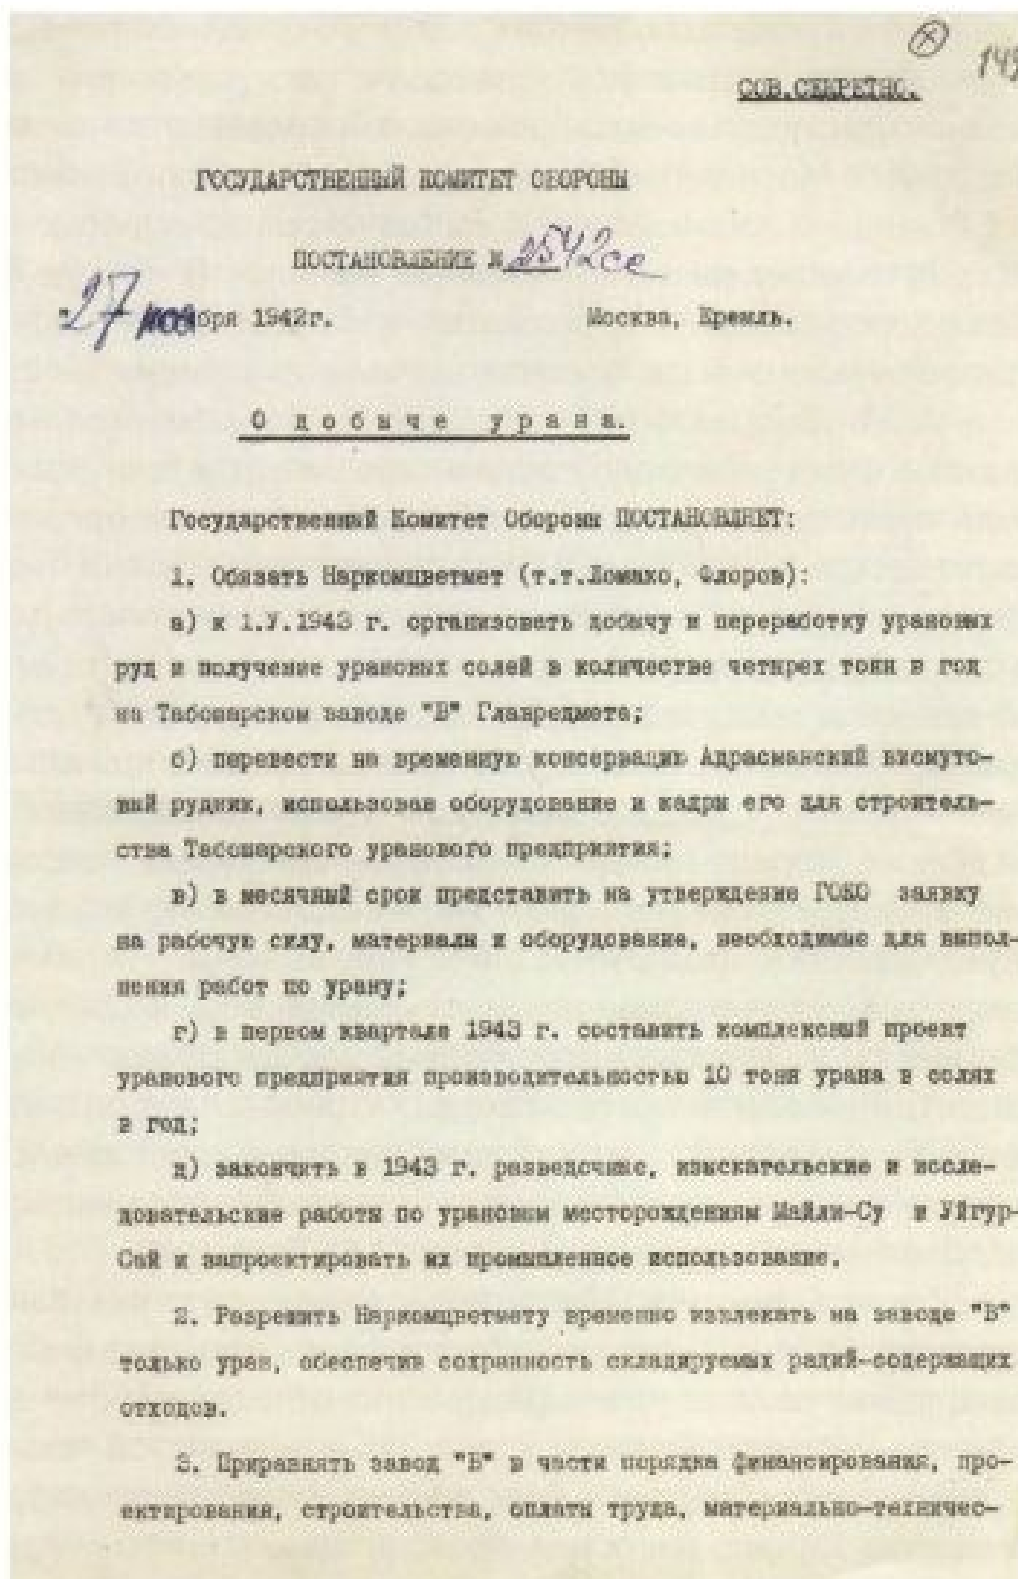 149
СОВ.СЕКРЕТНО.
ГОСУДАРСТВЕННЫЙ КОМИТЕТ ОБОРОНЫ
ПОСТАНОВЛЕНИЕ № 2542сс
"27 ноября 1942г. Москва, Кремль.
О добыче урана.
Государственный Комитет Обороны ПОСТАНОВЛЯЕТ:
1. Обязать Наркомцветмет (т.т.Ломако, Флоров):
а) к 1.У.1943 г. организовать добычу и переработку урановых
руд и получение урановых солей в количестве четырех тонн в год
на Табошарском заводе "В" Главредмета;
б) перевести на временную консервацию Адрасманский висмуто-
вый рудник, использовав оборудование и кадры его для строитель-
ства Табошарского уранового предприятия;
в) в месячный срок представить на утверждение ГОКО заявку
на рабочую силу, материалы и оборудование, необходимые для выпол-
нения работ по урану;
г) в первом квартале 1943 г. составить комплексный проект
уранового предприятия производительностью 10 тонн урана в солях
в год;
д) закончить в 1943 г. разведочные, изыскательские и иссле-
довательские работы по урановым месторождениям Майли-Су и Уйгур-
Сай и запроектировать их промышленное использование.
2. Разрешить Наркомцветмету временно извлекать на заводе "В"
только уран, обеспечив сохранность складируемых радий-содержащих
отходов.
3. Приравнять завод "В" в части порядка финансирования, про-
ектирования, строительства, оплаты труда, материально-техничес-